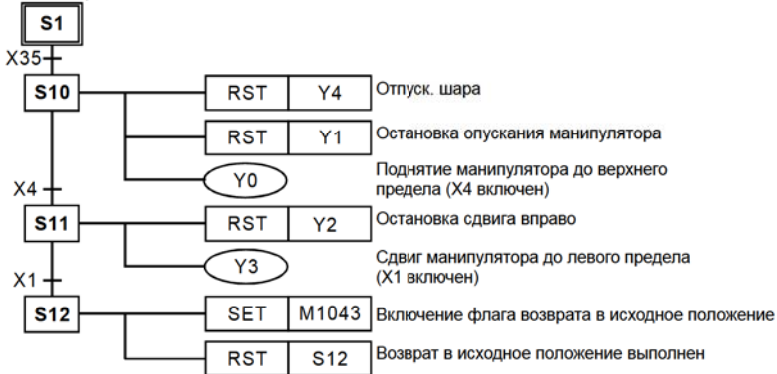 S1
X35
S10
RST Y4 Отпуск. шара
RST Y1 Остановка опускания манипулятора
Y0 Поднятие манипулятора до верхнего
предела (X4 включен)
X4
S11
RST Y2 Остановка сдвига вправо
Y3 Сдвиг манипулятора до левого предела
(X1 включен)
X1
S12
SET M1043 Включение флага возврата в исходное положение
RST S12 Возврат в исходное положение выполнен